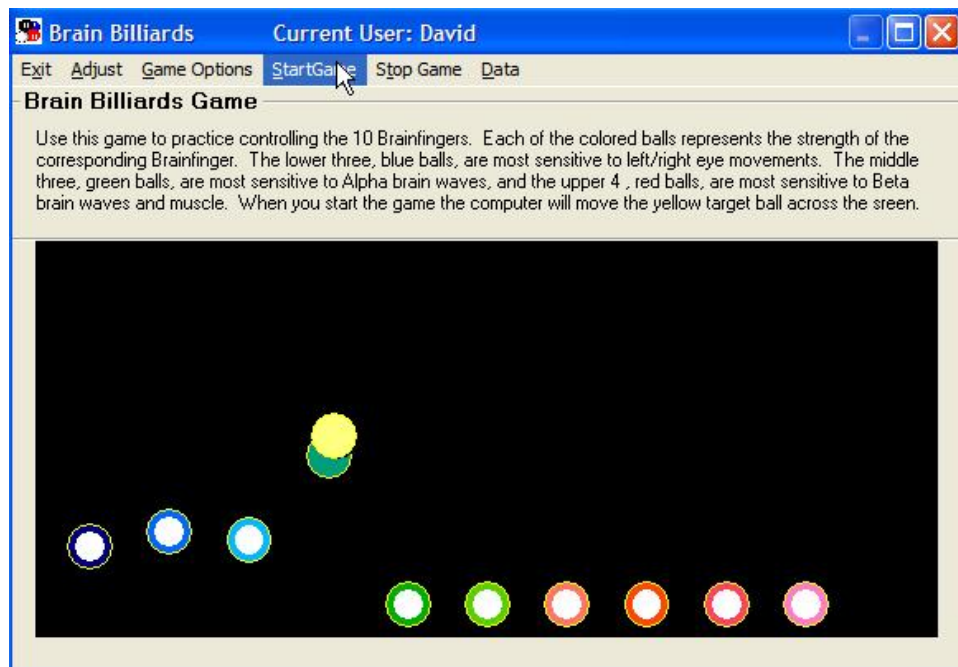 Brain Billiards Current User: David
Exit Adjust Game Options StartGame Stop Game Data
Brain Billiards Game
Use this game to practice controlling the 10 Brainfingers. Each of the colored balls represents the strength of the
corresponding Brainfinger. The lower three, blue balls, are most sensitive to left/right eye movements. The middle
three, green balls, are most sensitive to Alpha brain waves, and the upper 4 , red balls, are most sensitive to Beta
brain waves and muscle. When you start the game the computer will move the yellow target ball across the sreen.